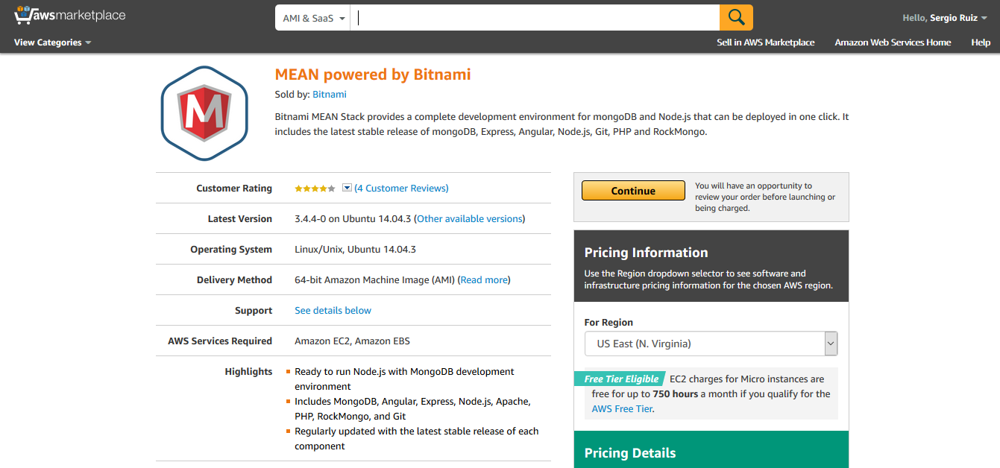 awsmarketplace
AMI & SaaS
Hello, Sergio Ruiz
View Categories
Sell in AWS Marketplace
Amazon Web Services Home
Help
M
MEAN powered by Bitnami
Sold by: Bitnami
Bitnami MEAN Stack provides a complete development environment for mongoDB and Node.js that can be deployed in one click. It
includes the latest stable release of mongoDB, Express, Angular, Node.js, Git, PHP and RockMongo.
Customer Rating
(4 Customer Reviews)
Latest Version
3.4.4-0 on Ubuntu 14.04.3 (Other available versions)
Operating System
Linux/Unix, Ubuntu 14.04.3
Delivery Method
64-bit Amazon Machine Image (AMI) (Read more)
Support
See details below
AWS Services Required
Amazon EC2, Amazon EBS
Highlights
Ready to run Node.js with MongoDB development
environment
Includes MongoDB, Angular, Express, Node.js, Apache,
PHP, RockMongo, and Git
Regularly updated with the latest stable release of each
component
Continue
You will have an opportunity to
review your order before launching or
being charged.
Pricing Information
Use the Region dropdown selector to see software and
infrastructure pricing information for the chosen AWS region.
For Region
US East (N. Virginia)
Free Tier Eligible EC2 charges for Micro instances are
free for up to 750 hours a month if you qualify for the
AWS Free Tier.
Pricing Details